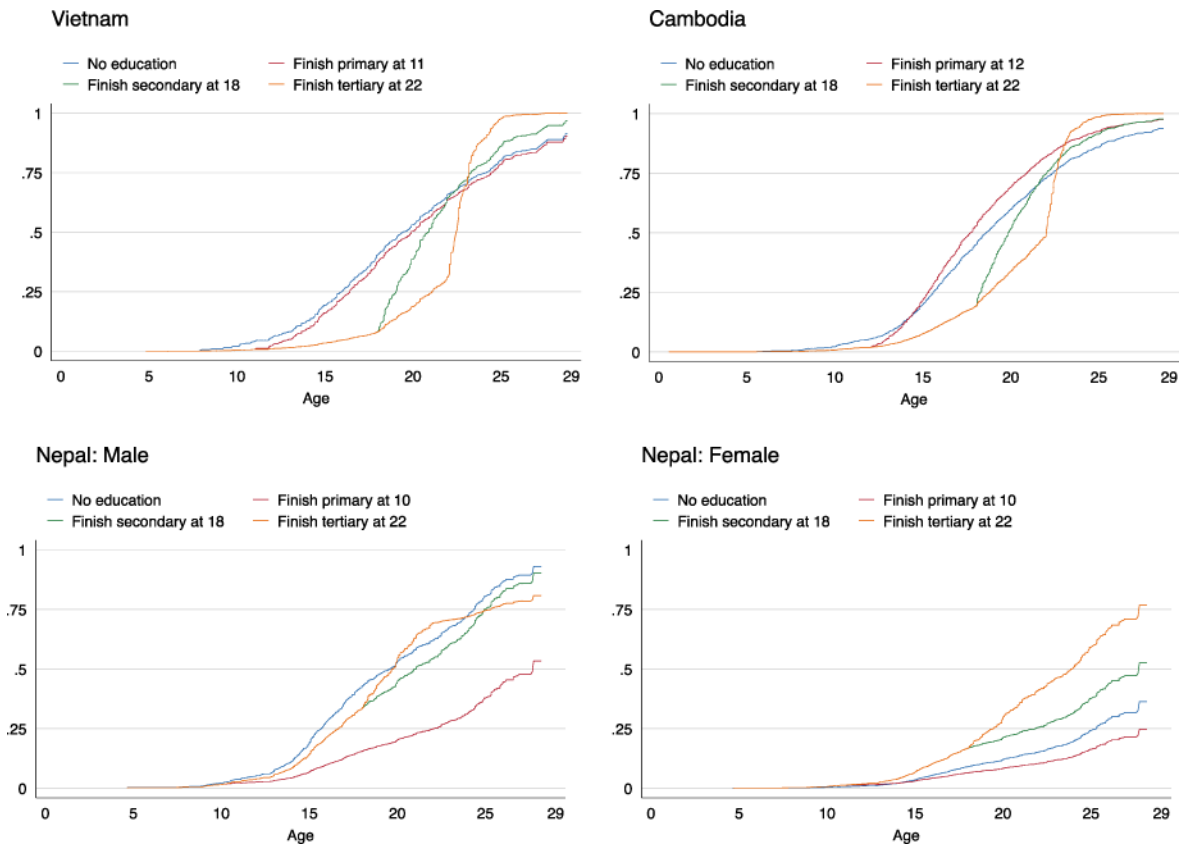 Vietnam
No education Finish primary at 11
Finish secondary at 18 Finish tertiary at 22
1
.75
.5
.25
0
0 5 10 15 20 25 29
Age
Cambodia
No education Finish primary at 12
Finish secondary at 18 Finish tertiary at 22
1
.75
.5
.25
0
0 5 10 15 20 25 29
Age
Nepal: Male
No education Finish primary at 10
Finish secondary at 18 Finish tertiary at 22
1
.75
.5
.25
0
0 5 10 15 20 25 29
Age
Nepal: Female
No education Finish primary at 10
Finish secondary at 18 Finish tertiary at 22
1
.75
.5
.25
0
0 5 10 15 20 25 29
Age